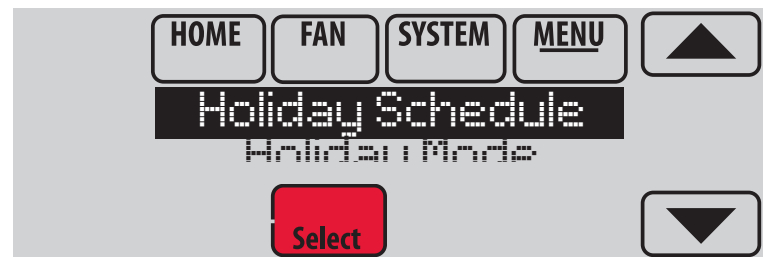 HOME FAN SYSTEM MENU
Holiday Schedule
Holiday Mode
Select